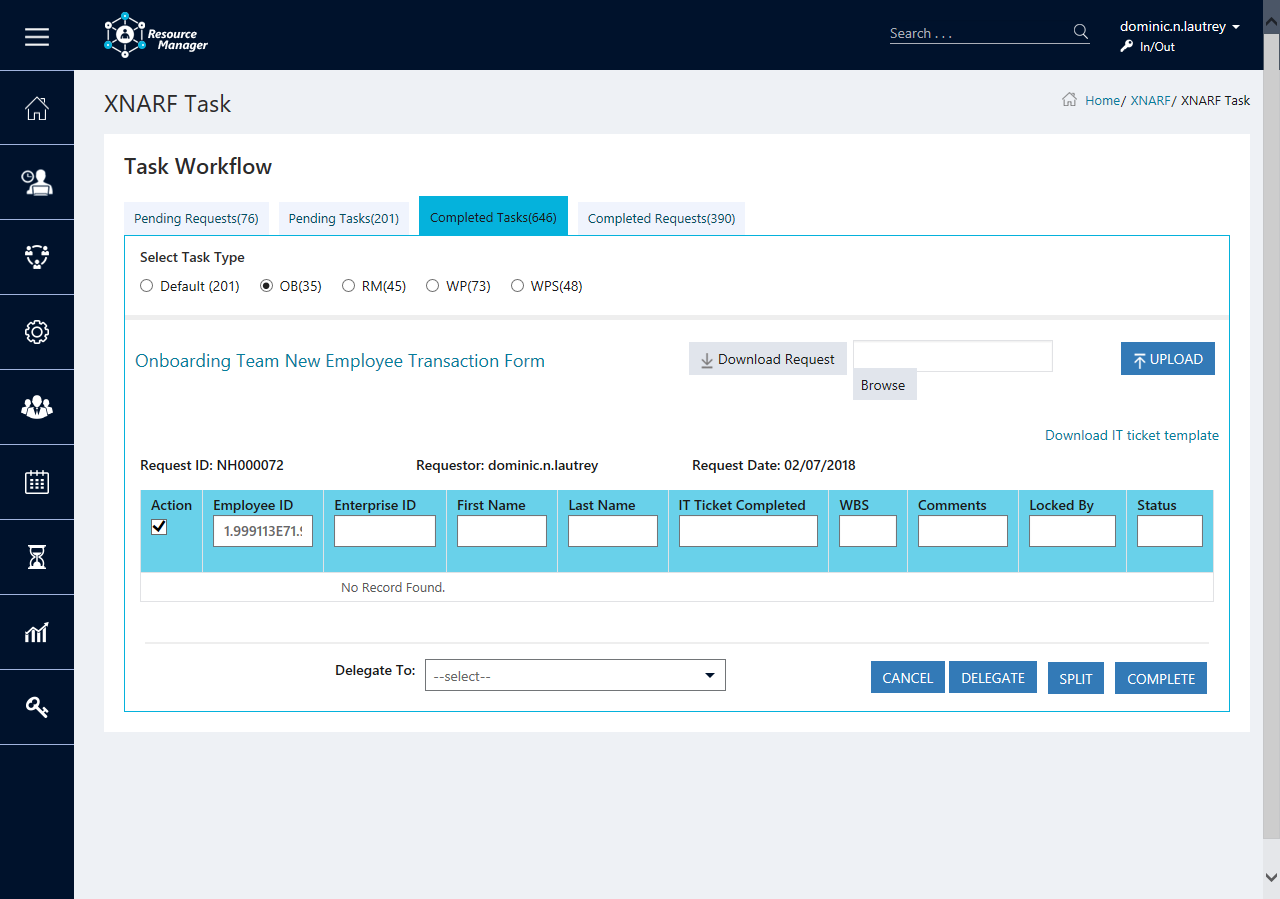 Resource
Manager
Search . . .
dominic.n.lautrey
In/Out
XNARF Task
Home/ XNARF/ XNARF Task
Task Workflow
Pending Requests(76) Pending Tasks(201) Completed Tasks(646) Completed Requests(390)
Select Task Type
Default (201) OB(35) RM(45) WP(73) WPS(48)
Onboarding Team New Employee Transaction Form
Download Request
Browse
UPLOAD
Download IT ticket template
Request ID: NH000072 Requestor: dominic.n.lautrey Request Date: 02/07/2018
Action Employee ID Enterprise ID First Name Last Name IT Ticket Completed WBS Comments Locked By Status
1.999113E71.9
No Record Found.
Delegate To: --select-- CANCEL DELEGATE SPLIT COMPLETE